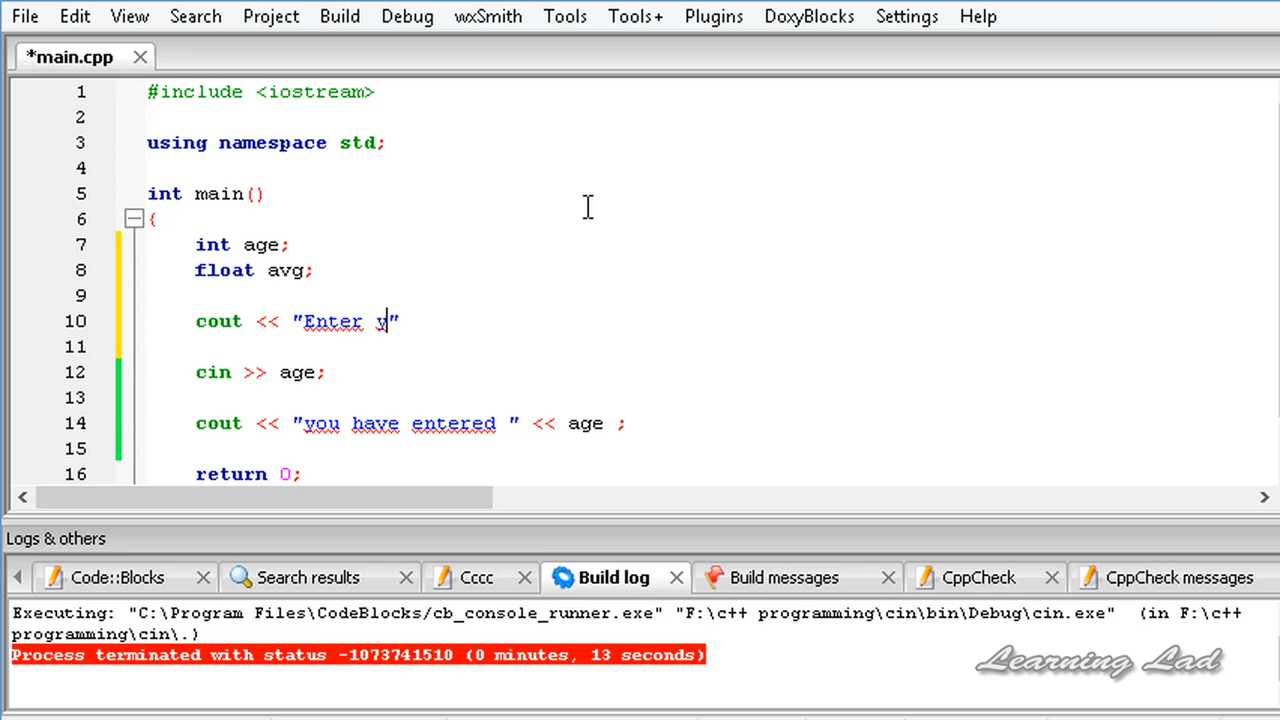 File Edit View Search Project Build Debug wxSmith Tools Tools+ Plugins DoxyBlocks Settings Help
*main.cpp
1 #include <iostream>
2
3 using namespace std;
4
5 int main()
6 {
7 int age;
8 float avg;
9
10 cout << "Enter y"
11
12 cin >> age;
13
14 cout << "you have entered " << age ;
15
16 return 0;
Logs & others
Code::Blocks Search results Cccc Build log Build messages CppCheck CppCheck messages
Executing: "C:\Program Files\CodeBlocks/cb_console_runner.exe" "F:\c++ programming\cin\bin\Debug\cin.exe" (in F:\c++
programming\cin\.)
Process terminated with status -1073741510 (0 minutes, 13 seconds)
Learning Lad